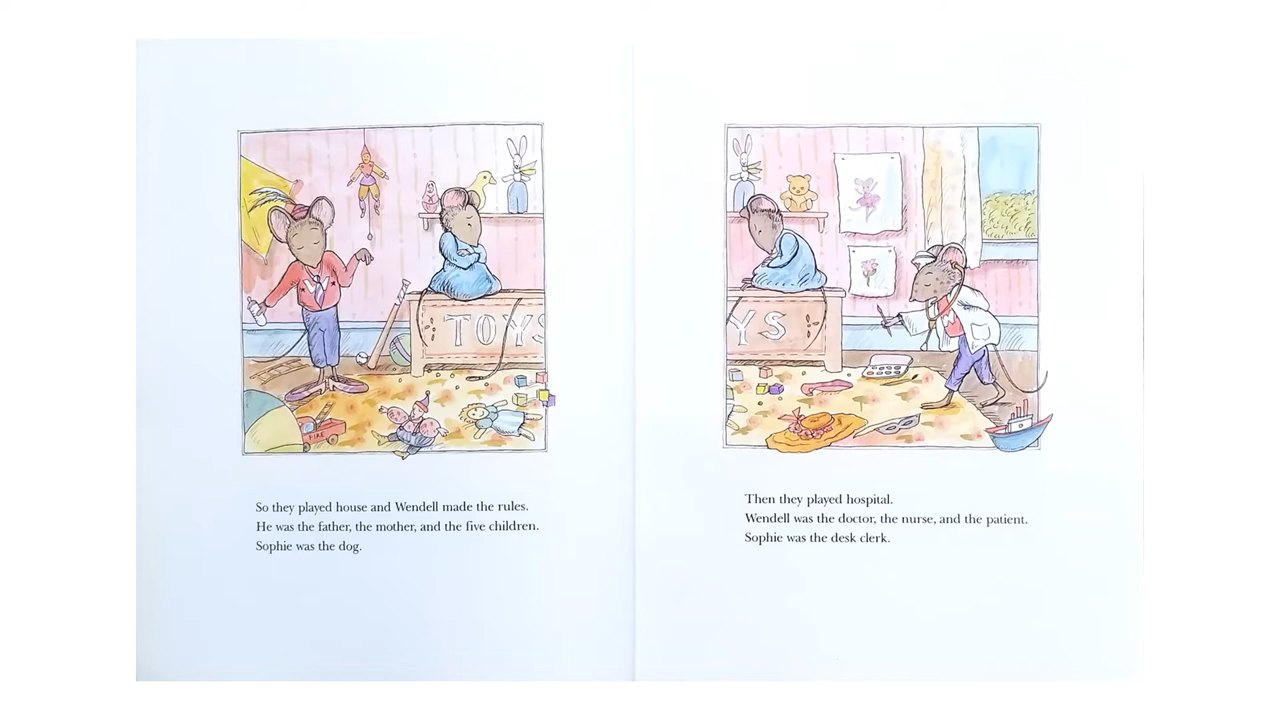 TOYS
FIRE
So they played house and Wendell made the rules.
He was the father, the mother, and the five children.
Sophie was the dog.
YS
Then they played hospital.
Wendell was the doctor, the nurse, and the patient.
Sophie was the desk clerk.